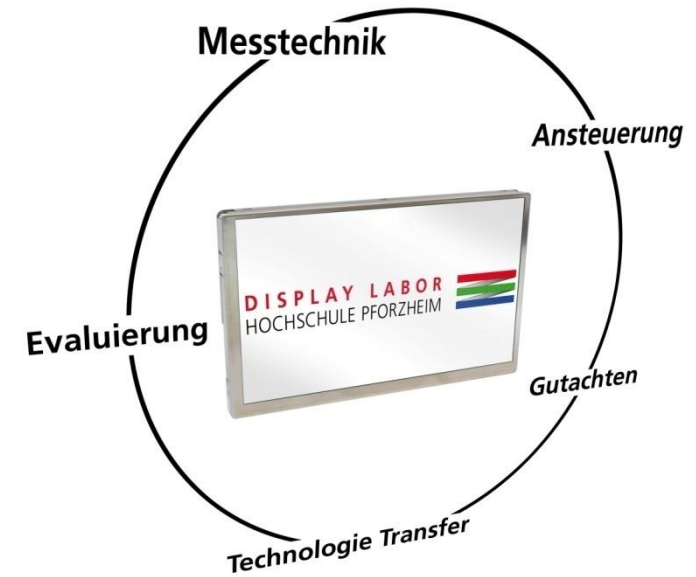 Messtechnik
Ansteuerung
DISPLAY LABOR
HOCHSCHULE PFORZHEIM
Evaluierung
Gutachten
Technologie Transfer